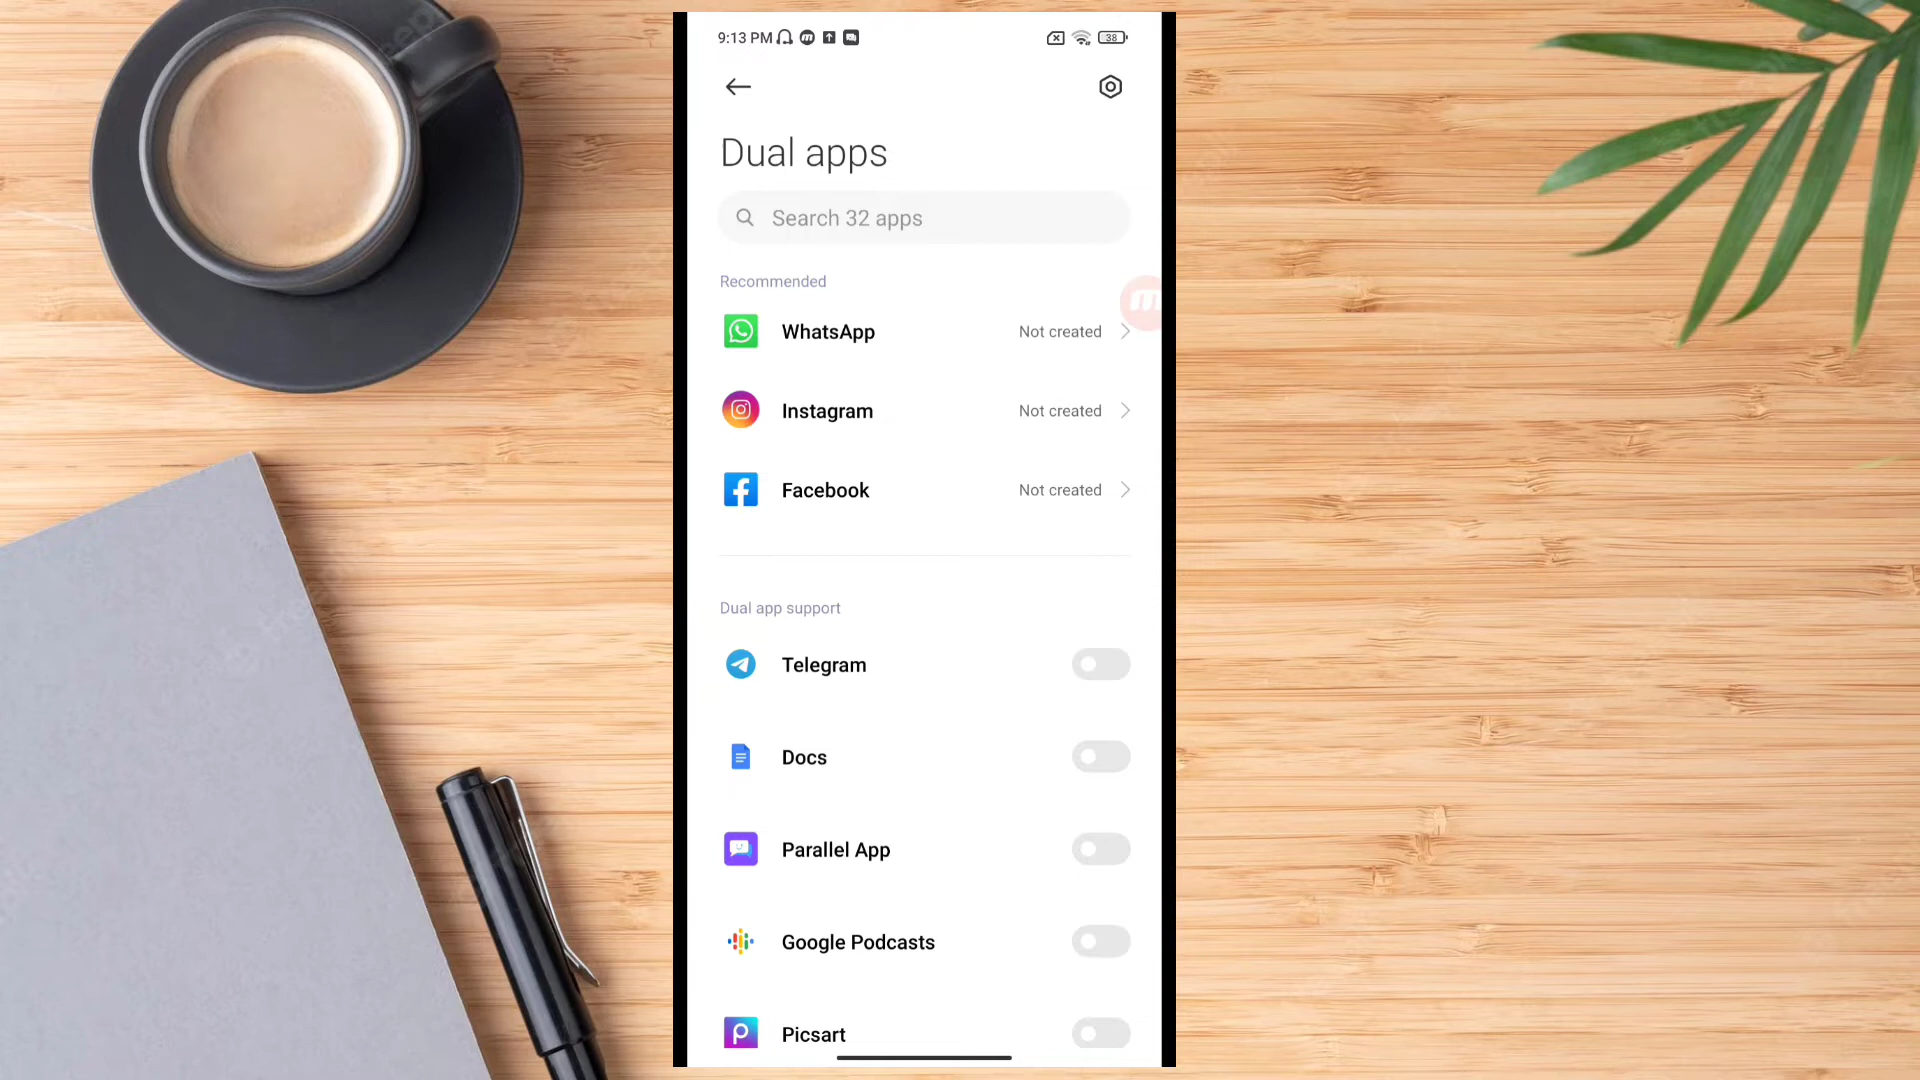 9:13 PM
38
Dual apps
Search 32 apps
Recommended
WhatsApp Not created
Instagram Not created
Facebook Not created
Dual app support
Telegram
Docs
Parallel App
Google Podcasts
Picsart